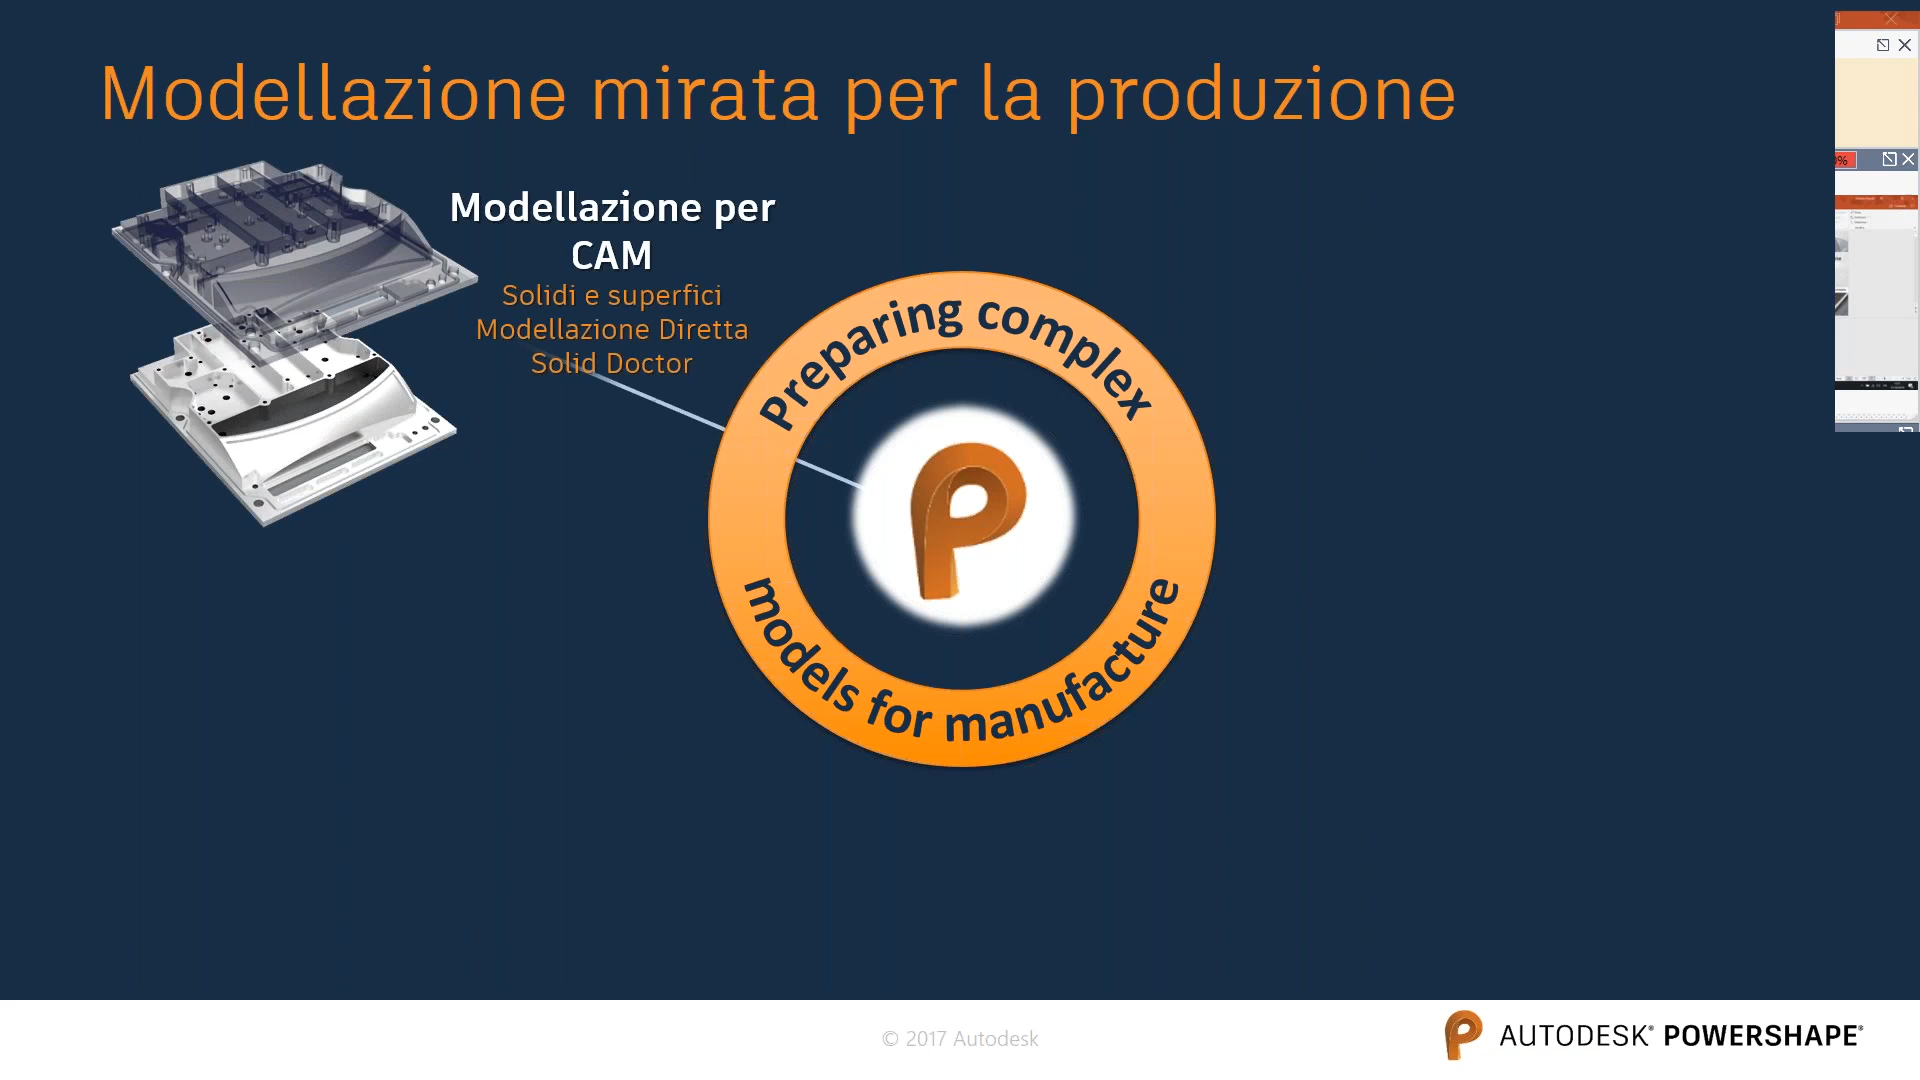 Modellazione mirata per la produzione
Modellazione per
CAM
Solidi e superfici
Modellazione Diretta
Solid Doctor
Preparing complex
models for manufacture
© 2017 Autodesk
AUTODESK® POWERSHAPE®